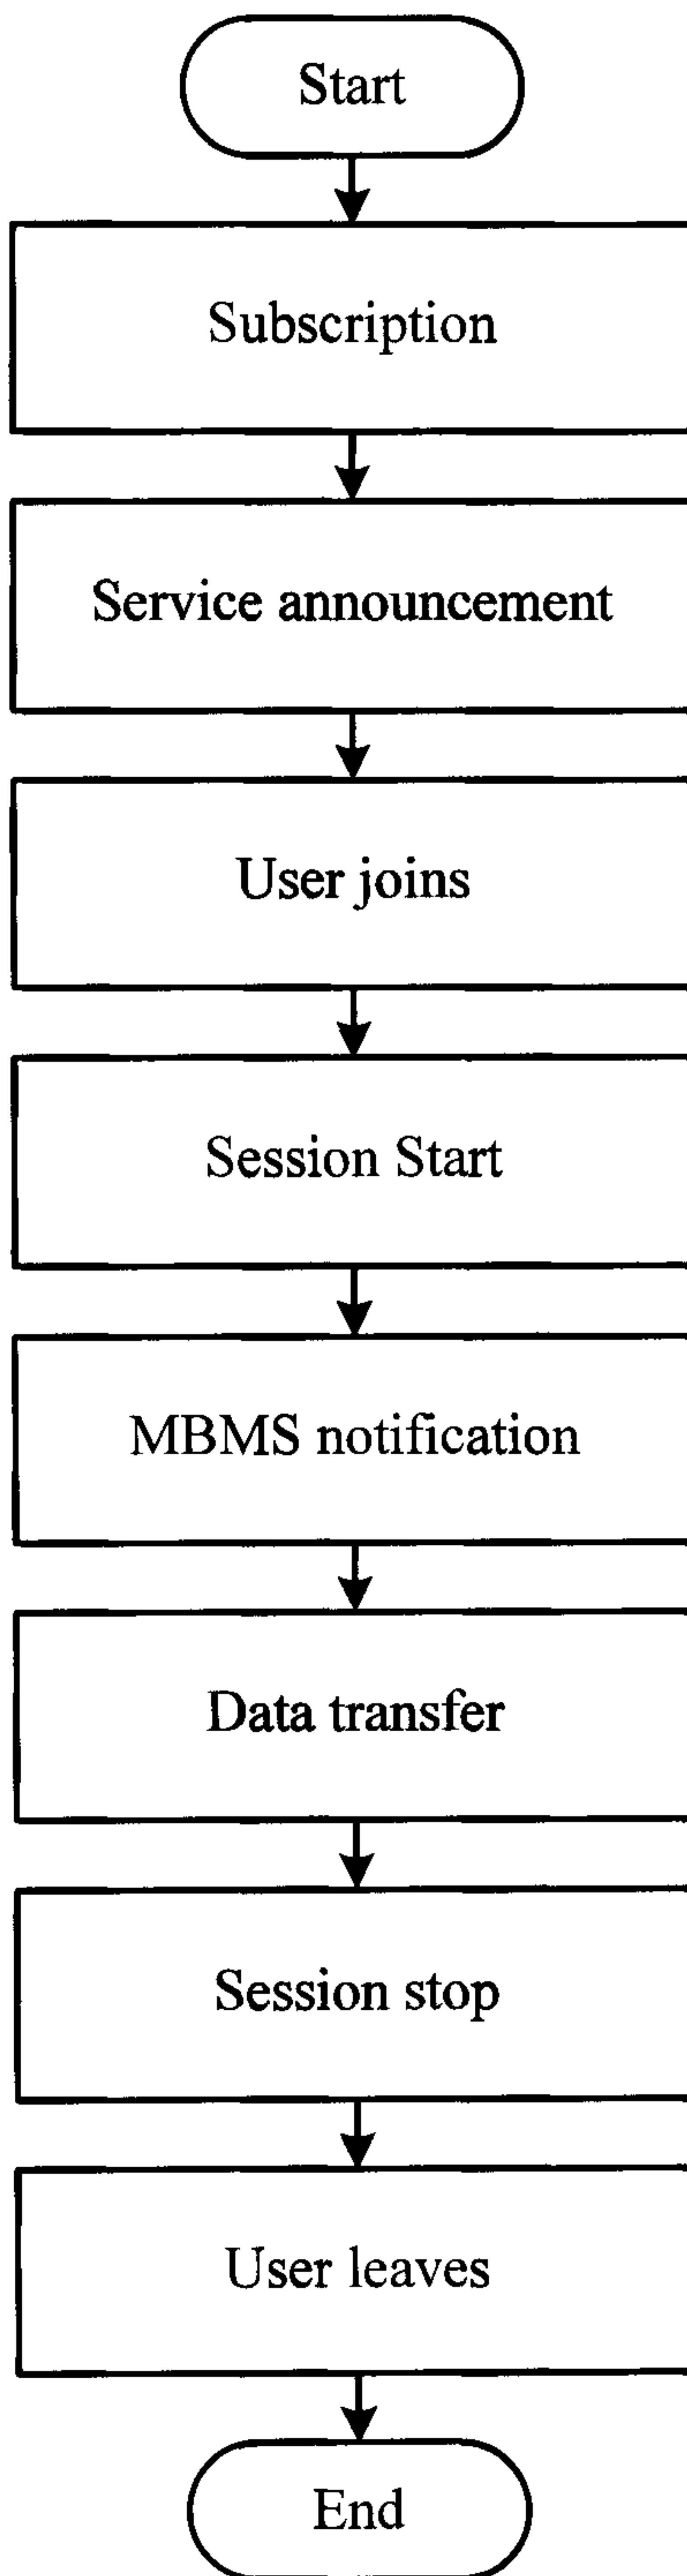 Start
Subscription
Service announcement
User joins
Session Start
MBMS notification
Data transfer
Session stop
User leaves
End